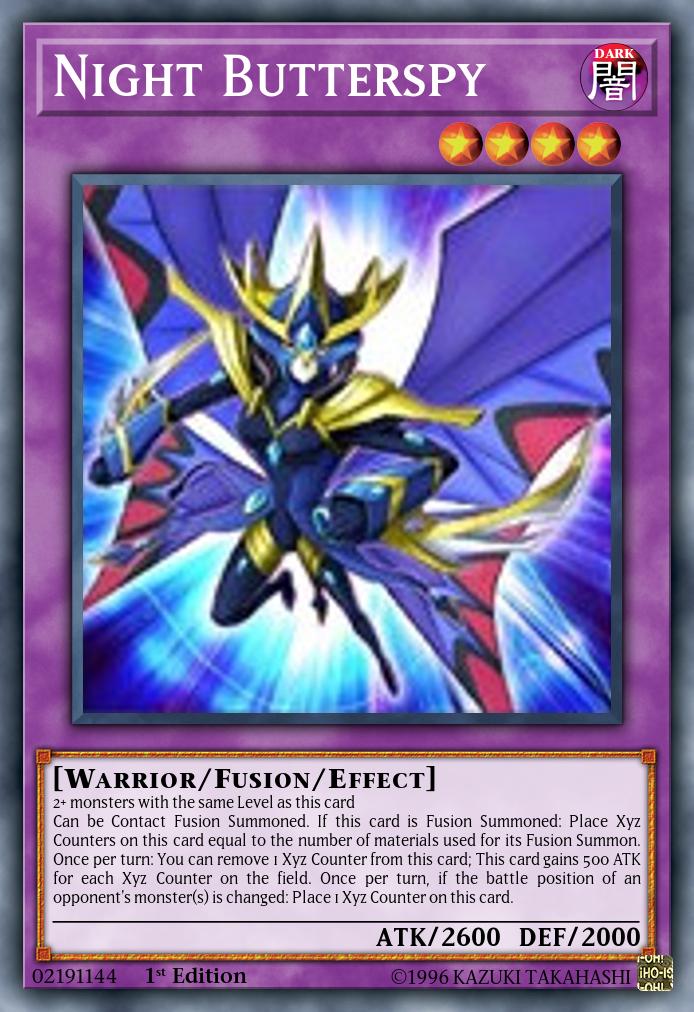 Night Butterspy
DARK
闇
[Warrior/Fusion/Effect]
2+ monsters with the same Level as this card
Can be Contact Fusion Summoned. If this card is Fusion Summoned: Place Xyz
Counters on this card equal to the number of materials used for its Fusion Summon.
Once per turn: You can remove 1 Xyz Counter from this card; This card gains 500 ATK
for each Xyz Counter on the field. Once per turn, if the battle position of an
opponent's monster(s) is changed: Place 1 Xyz Counter on this card.
ATK/2600 DEF/2000
02191144 1st Edition ©1996 KAZUKI TAKAHASHI